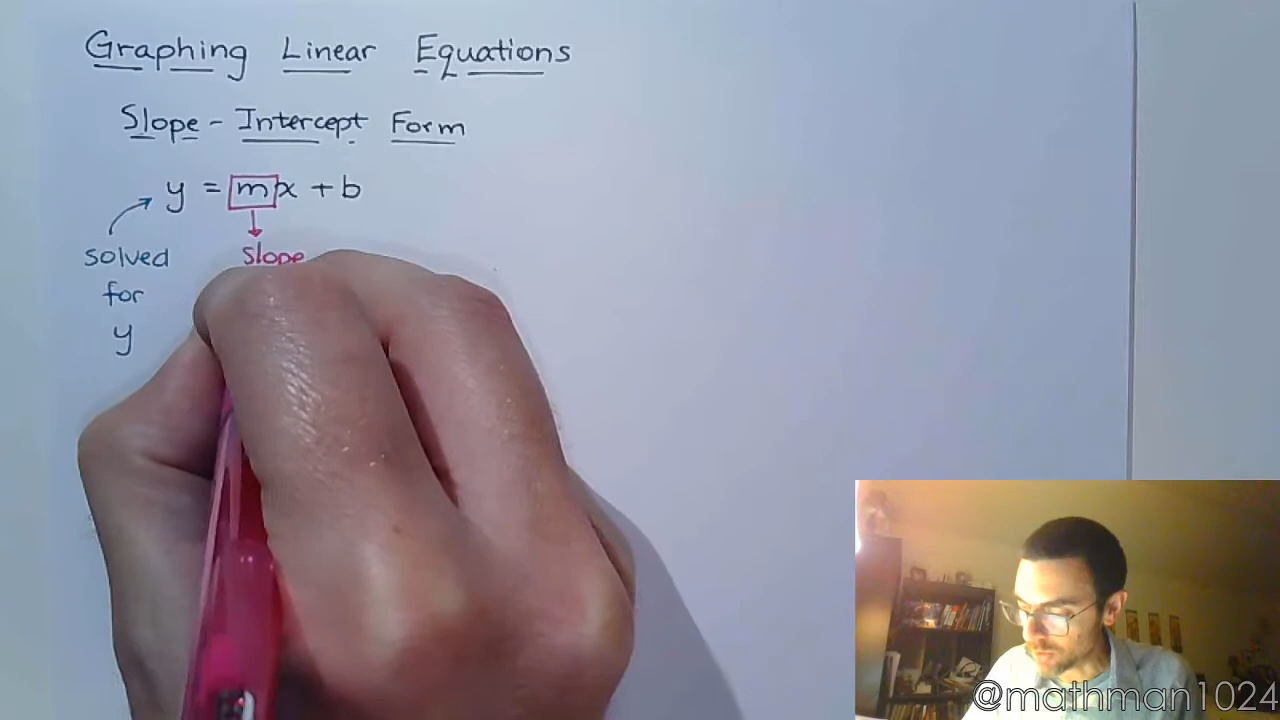 Graphing Linear Equations
Slope - Intercept Form
y = mx + b
solved
for
y
slope
@mathman1024